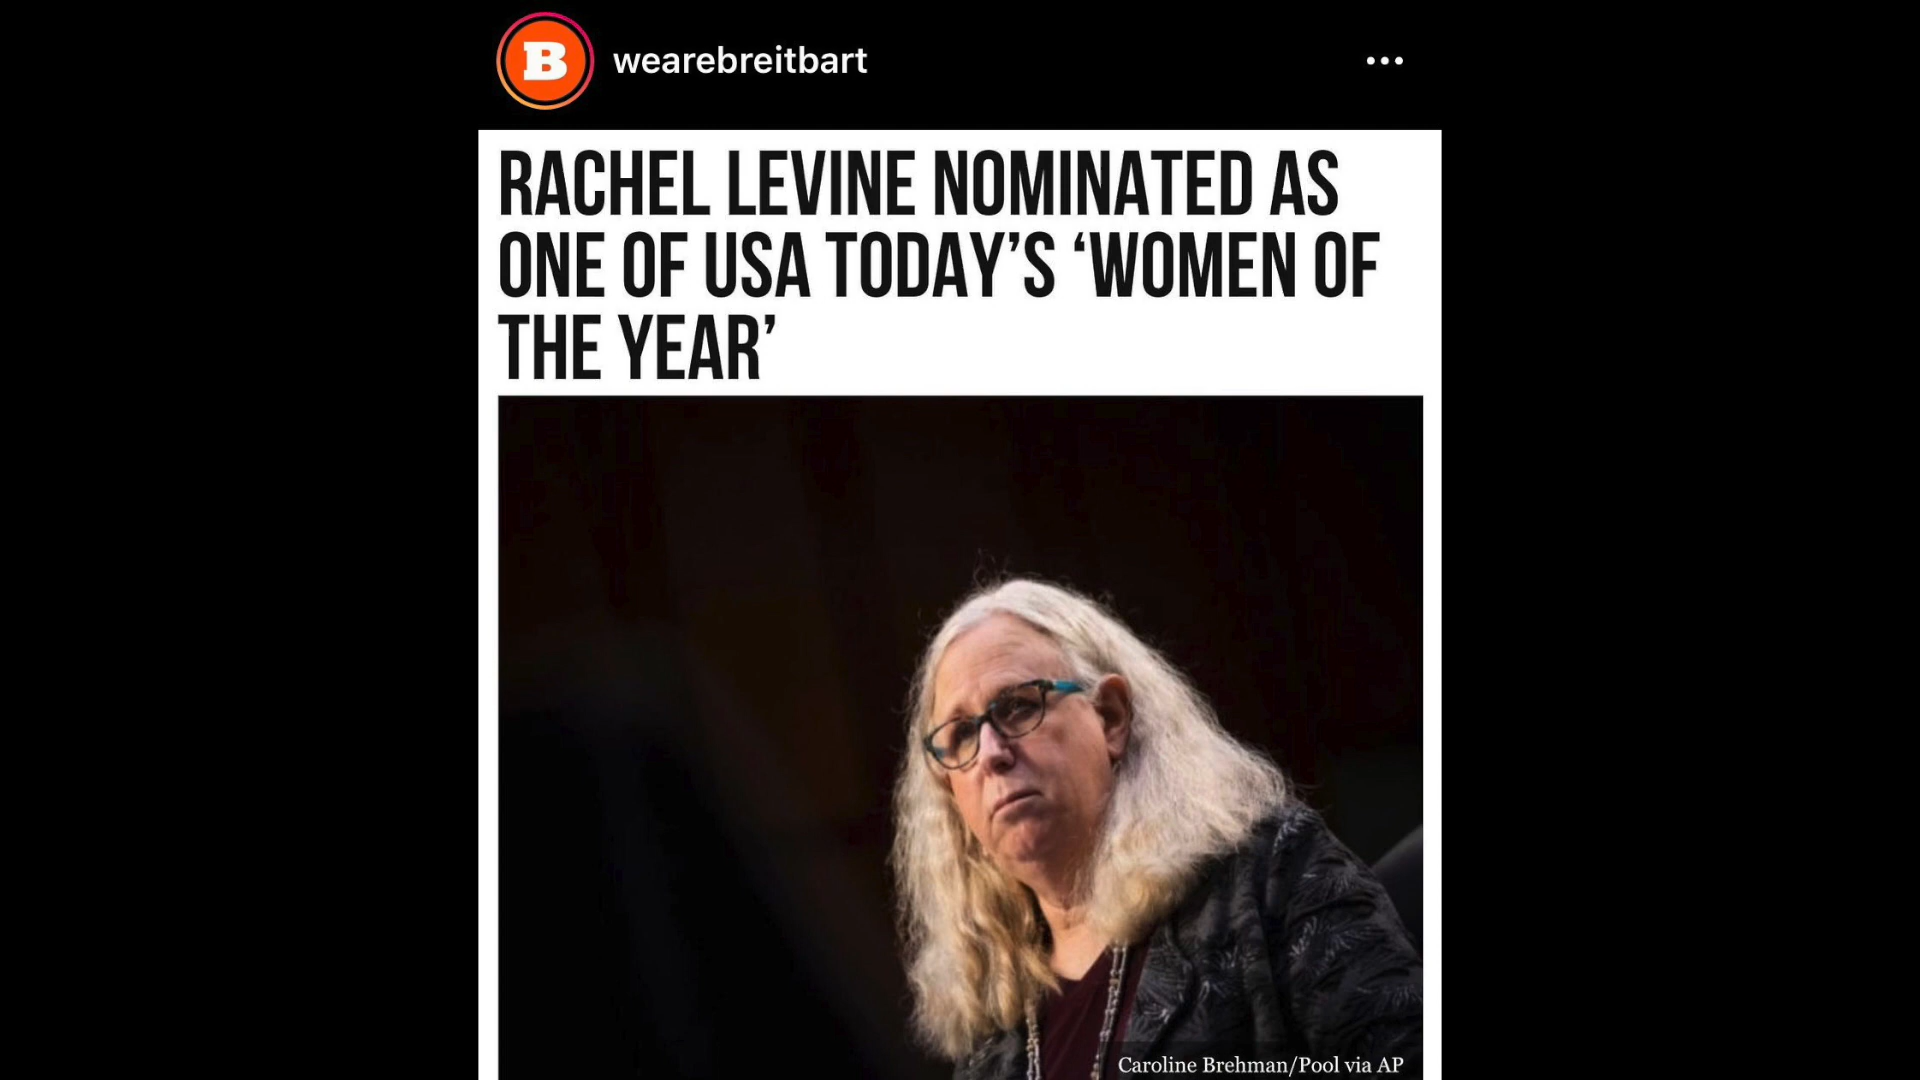 B
wearebreitbart
RACHEL LEVINE NOMINATED AS
ONE OF USA TODAY’S ‘WOMEN OF
THE YEAR’
Caroline Brehman/Pool via AP